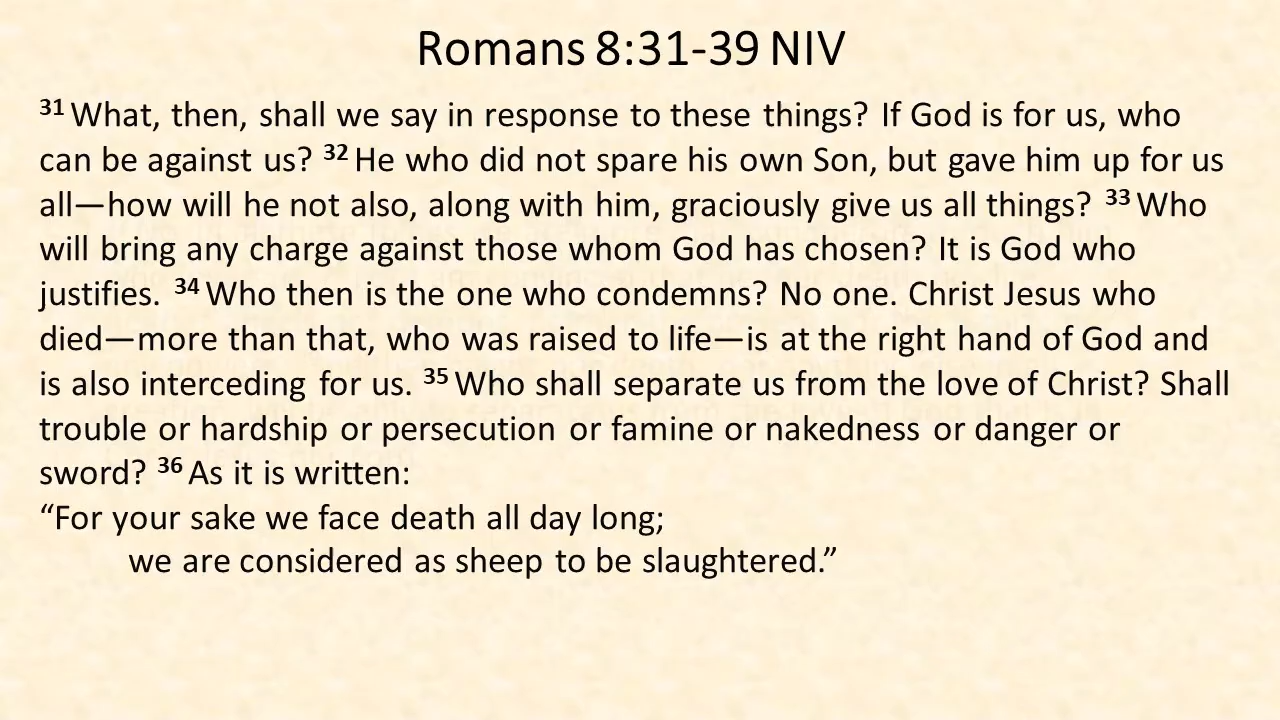 Romans 8:31-39 NIV
31 What, then, shall we say in response to these things? If God is for us, who
can be against us? 32 He who did not spare his own Son, but gave him up for us
all—how will he not also, along with him, graciously give us all things? 33 Who
will bring any charge against those whom God has chosen? It is God who
justifies. 34 Who then is the one who condemns? No one. Christ Jesus who
died—more than that, who was raised to life—is at the right hand of God and
is also interceding for us. 35 Who shall separate us from the love of Christ? Shall
trouble or hardship or persecution or famine or nakedness or danger or
sword? 36 As it is written:
“For your sake we face death all day long;
we are considered as sheep to be slaughtered.”